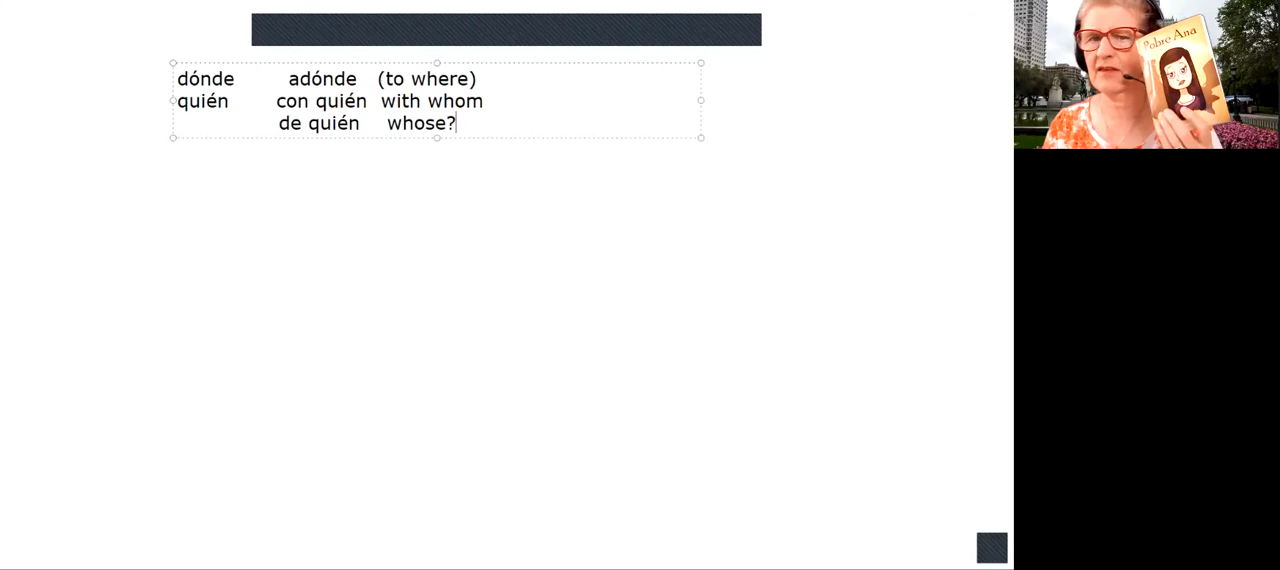 dónde adónde (to where)
quién con quién with whom
de quién whose?
Pobre Ana